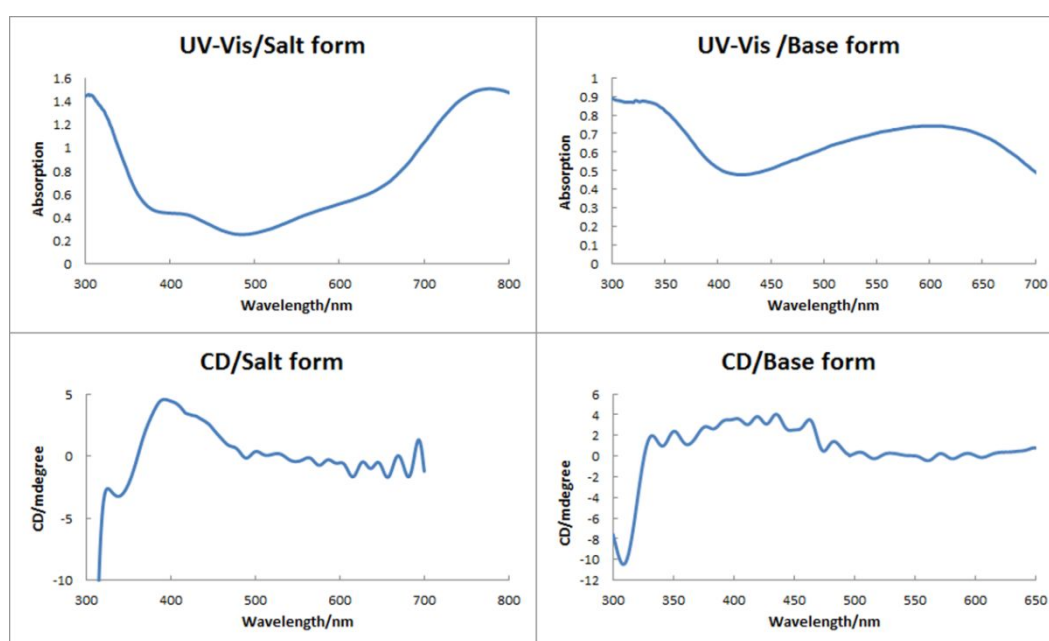 UV-Vis/Salt form
1.6
1.4
1.2
1
0.8
0.6
0.4
0.2
0
Absorption
300 400 500 600 700 800
Wavelength/nm
UV-Vis /Base form
1
0.9
0.8
0.7
0.6
0.5
0.4
0.3
0.2
0.1
0
Absorption
300 350 400 450 500 550 600 650 700
Wavelength/nm
CD/Salt form
5
0
-5
-10
CD/mdegree
300 400 500 600 700 800
Wavelength/nm
CD/Base form
6
4
2
0
-2
-4
-6
-8
-10
-12
CD/mdegree
300 350 400 450 500 550 600 650
Wavelength/nm